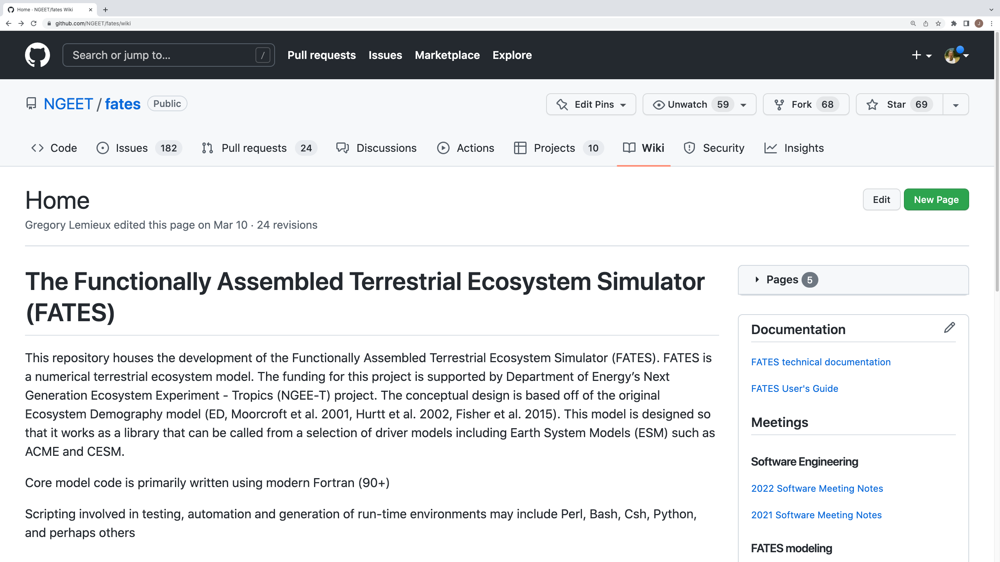 Home · NGEET/fates Wiki
github.com/NGEET/fates/wiki
J
Search or jump to... /
Pull requests Issues Marketplace Explore
NGEET / fates Public
Edit Pins Unwatch 59 Fork 68 Star 69
Code Issues 182 Pull requests 24 Discussions Actions Projects 10 Wiki Security Insights
Home
Edit New Page
Gregory Lemieux edited this page on Mar 10 · 24 revisions
The Functionally Assembled Terrestrial Ecosystem Simulator
(FATES)
This repository houses the development of the Functionally Assembled Terrestrial Ecosystem Simulator (FATES). FATES is
a numerical terrestrial ecosystem model. The funding for this project is supported by Department of Energy’s Next
Generation Ecosystem Experiment - Tropics (NGEE-T) project. The conceptual design is based off of the original
Ecosystem Demography model (ED, Moorcroft et al. 2001, Hurtt et al. 2002, Fisher et al. 2015). This model is designed so
that it works as a library that can be called from a selection of driver models including Earth System Models (ESM) such as
ACME and CESM.
Core model code is primarily written using modern Fortran (90+)
Scripting involved in testing, automation and generation of run-time environments may include Perl, Bash, Csh, Python,
and perhaps others
Pages 5
Documentation
FATES technical documentation
FATES User's Guide
Meetings
Software Engineering
2022 Software Meeting Notes
2021 Software Meeting Notes
FATES modeling